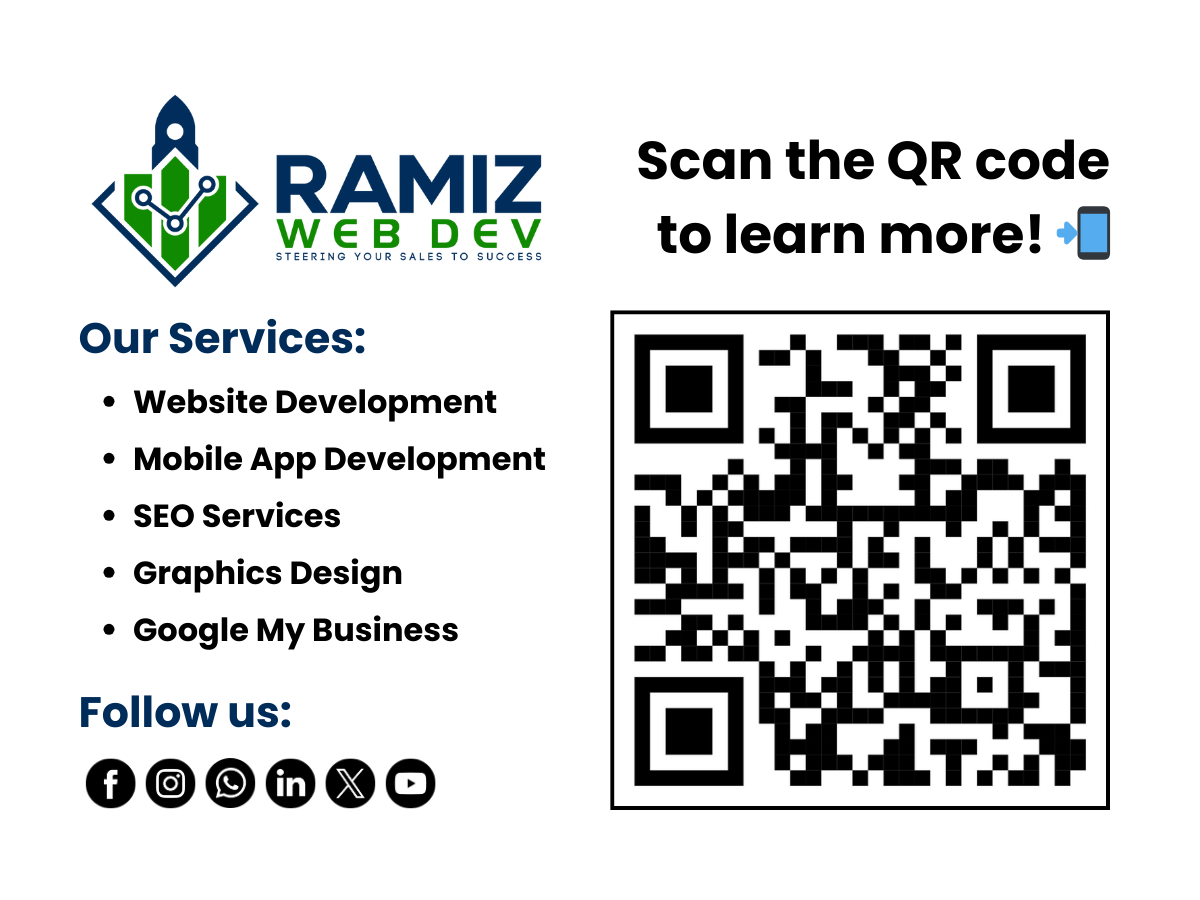 RAMIZ
WEB DEV
STEERING YOUR SALES TO SUCCESS
Scan the QR code
to learn more!
Our Services:
Website Development
Mobile App Development
SEO Services
Graphics Design
Google My Business
Follow us: